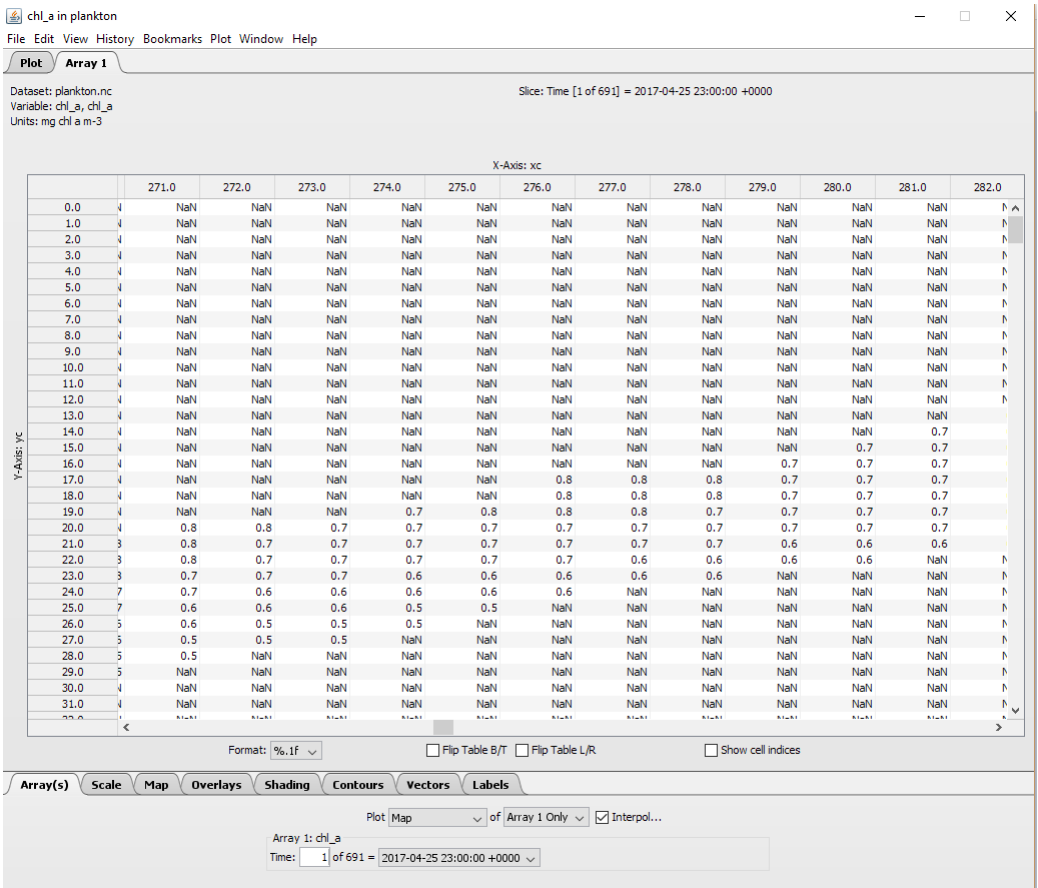 chl_a in plankton
File Edit View History Bookmarks Plot Window Help
Plot Array 1
Dataset: plankton.nc
Variable: chl_a, chl_a
Units: mg chl a m-3
Slice: Time [1 of 691] = 2017-04-25 23:00:00 +0000
X-Axis: xc
271.0 272.0 273.0 274.0 275.0 276.0 277.0 278.0 279.0 280.0 281.0 282.0
Y-Axis: yc
0.0 NaN NaN NaN NaN NaN NaN NaN NaN NaN NaN NaN
1.0 NaN NaN NaN NaN NaN NaN NaN NaN NaN NaN NaN
2.0 NaN NaN NaN NaN NaN NaN NaN NaN NaN NaN NaN
3.0 NaN NaN NaN NaN NaN NaN NaN NaN NaN NaN NaN
4.0 NaN NaN NaN NaN NaN NaN NaN NaN NaN NaN NaN
5.0 NaN NaN NaN NaN NaN NaN NaN NaN NaN NaN NaN
6.0 NaN NaN NaN NaN NaN NaN NaN NaN NaN NaN NaN
7.0 NaN NaN NaN NaN NaN NaN NaN NaN NaN NaN NaN
8.0 NaN NaN NaN NaN NaN NaN NaN NaN NaN NaN NaN
9.0 NaN NaN NaN NaN NaN NaN NaN NaN NaN NaN NaN
10.0 NaN NaN NaN NaN NaN NaN NaN NaN NaN NaN NaN
11.0 NaN NaN NaN NaN NaN NaN NaN NaN NaN NaN NaN
12.0 NaN NaN NaN NaN NaN NaN NaN NaN NaN NaN NaN
13.0 NaN NaN NaN NaN NaN NaN NaN NaN NaN NaN NaN
14.0 NaN NaN NaN NaN NaN NaN NaN NaN NaN NaN 0.7
15.0 NaN NaN NaN NaN NaN NaN NaN NaN NaN 0.7 0.7
16.0 NaN NaN NaN NaN NaN NaN NaN NaN 0.7 0.7 0.7
17.0 NaN NaN NaN NaN NaN 0.8 0.8 0.8 0.7 0.7 0.7
18.0 NaN NaN NaN NaN NaN 0.8 0.8 0.8 0.7 0.7 0.7
19.0 NaN NaN NaN 0.7 0.8 0.8 0.8 0.7 0.7 0.7 0.7
20.0 0.8 0.8 0.7 0.7 0.7 0.7 0.7 0.7 0.7 0.7 0.7
21.0 0.8 0.7 0.7 0.7 0.7 0.7 0.7 0.7 0.6 0.6 0.6
22.0 0.8 0.7 0.7 0.7 0.7 0.7 0.6 0.6 0.6 0.6 NaN
23.0 0.7 0.7 0.7 0.6 0.6 0.6 0.6 0.6 NaN NaN NaN
24.0 0.7 0.6 0.6 0.6 0.6 0.6 NaN NaN NaN NaN NaN
25.0 0.6 0.6 0.6 0.5 0.5 NaN NaN NaN NaN NaN NaN
26.0 0.6 0.5 0.5 0.5 NaN NaN NaN NaN NaN NaN NaN
27.0 0.5 0.5 0.5 NaN NaN NaN NaN NaN NaN NaN NaN
28.0 0.5 NaN NaN NaN NaN NaN NaN NaN NaN NaN NaN
29.0 NaN NaN NaN NaN NaN NaN NaN NaN NaN NaN NaN
30.0 NaN NaN NaN NaN NaN NaN NaN NaN NaN NaN NaN
31.0 NaN NaN NaN NaN NaN NaN NaN NaN NaN NaN NaN
Format: %.1f Flip Table B/T Flip Table L/R Show cell indices
Array(s) Scale Map Overlays Shading Contours Vectors Labels
Plot Map of Array 1 Only Interpol...
Array 1: chl_a
Time: 1 of 691 = 2017-04-25 23:00:00 +0000